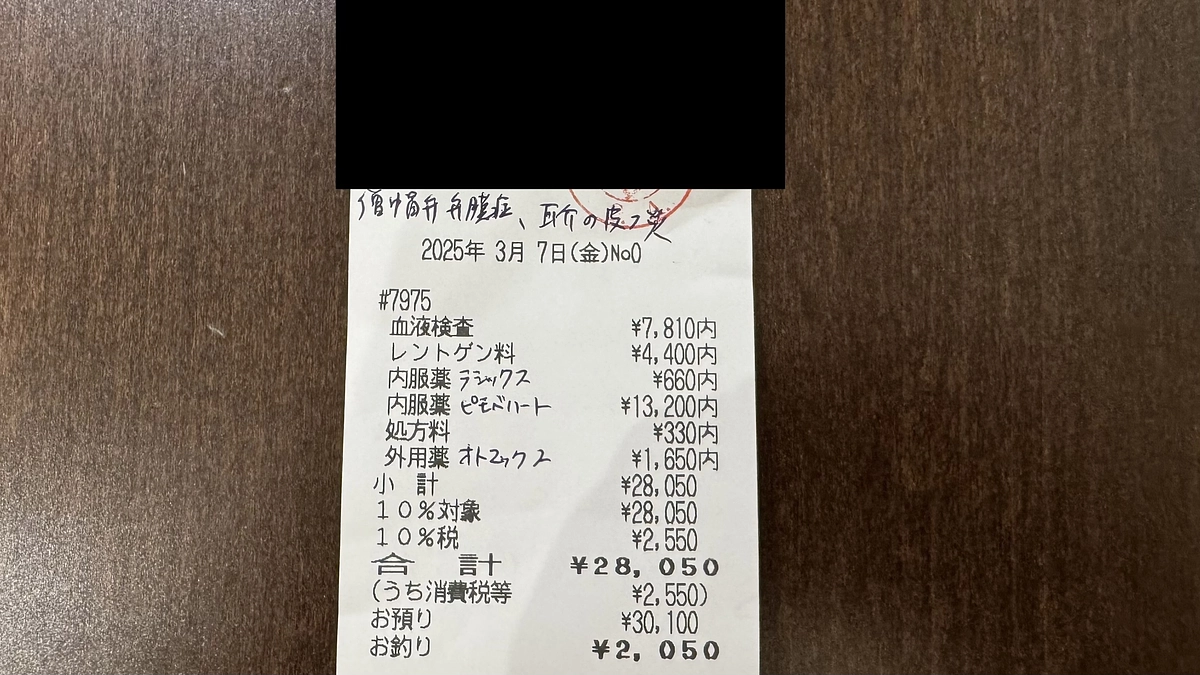 僧帽弁弁膜症、耳介の皮フ炎
2025年 3月 7日(金)No0
#7975
血液検査 ¥7,810内
レントゲン料 ¥4,400内
内服薬 ラシックス ¥660内
内服薬 ピモベハート ¥13,200内
処方料 ¥330内
外用薬 オトマックス ¥1,650内
小 計 ¥28,050
10%対象 ¥28,050
10%税 ¥2,550
合 計 ¥28,050
(うち消費税等 ¥2,550)
お預り ¥30,100
お釣り ¥2,050